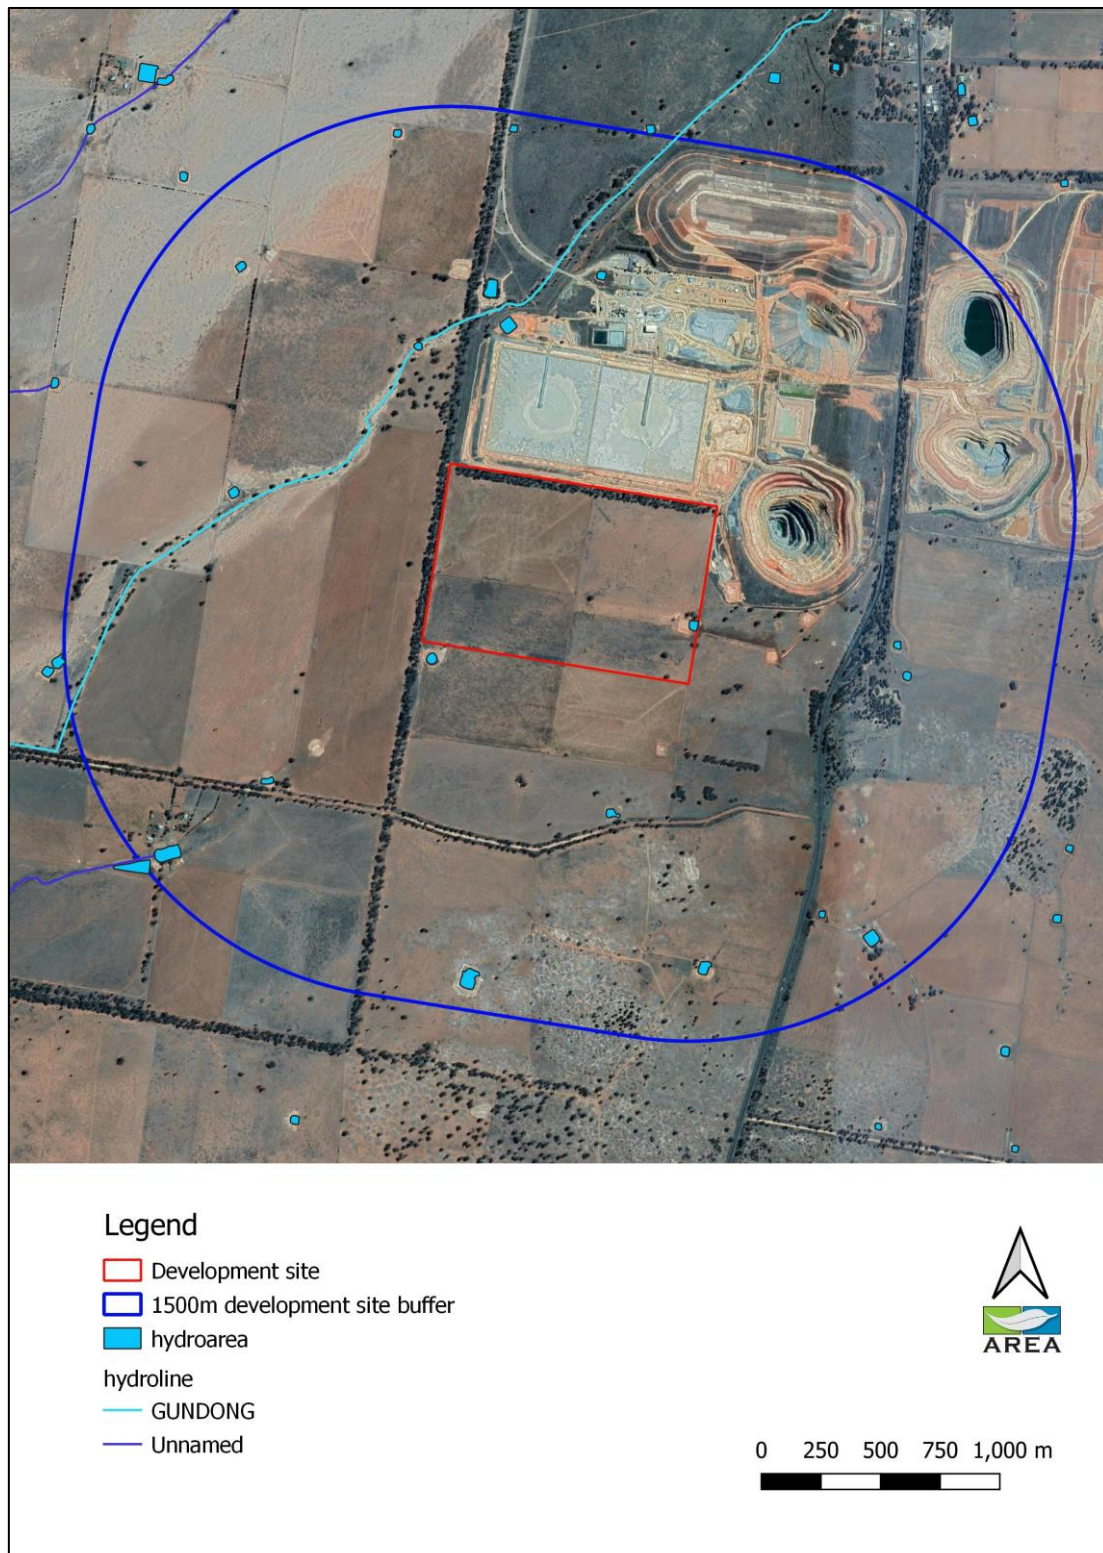 Legend
Development site
1500m development site buffer
hydroarea
hydroline
GUNDONG
Unnamed
AREA
0 250 500 750 1,000 m